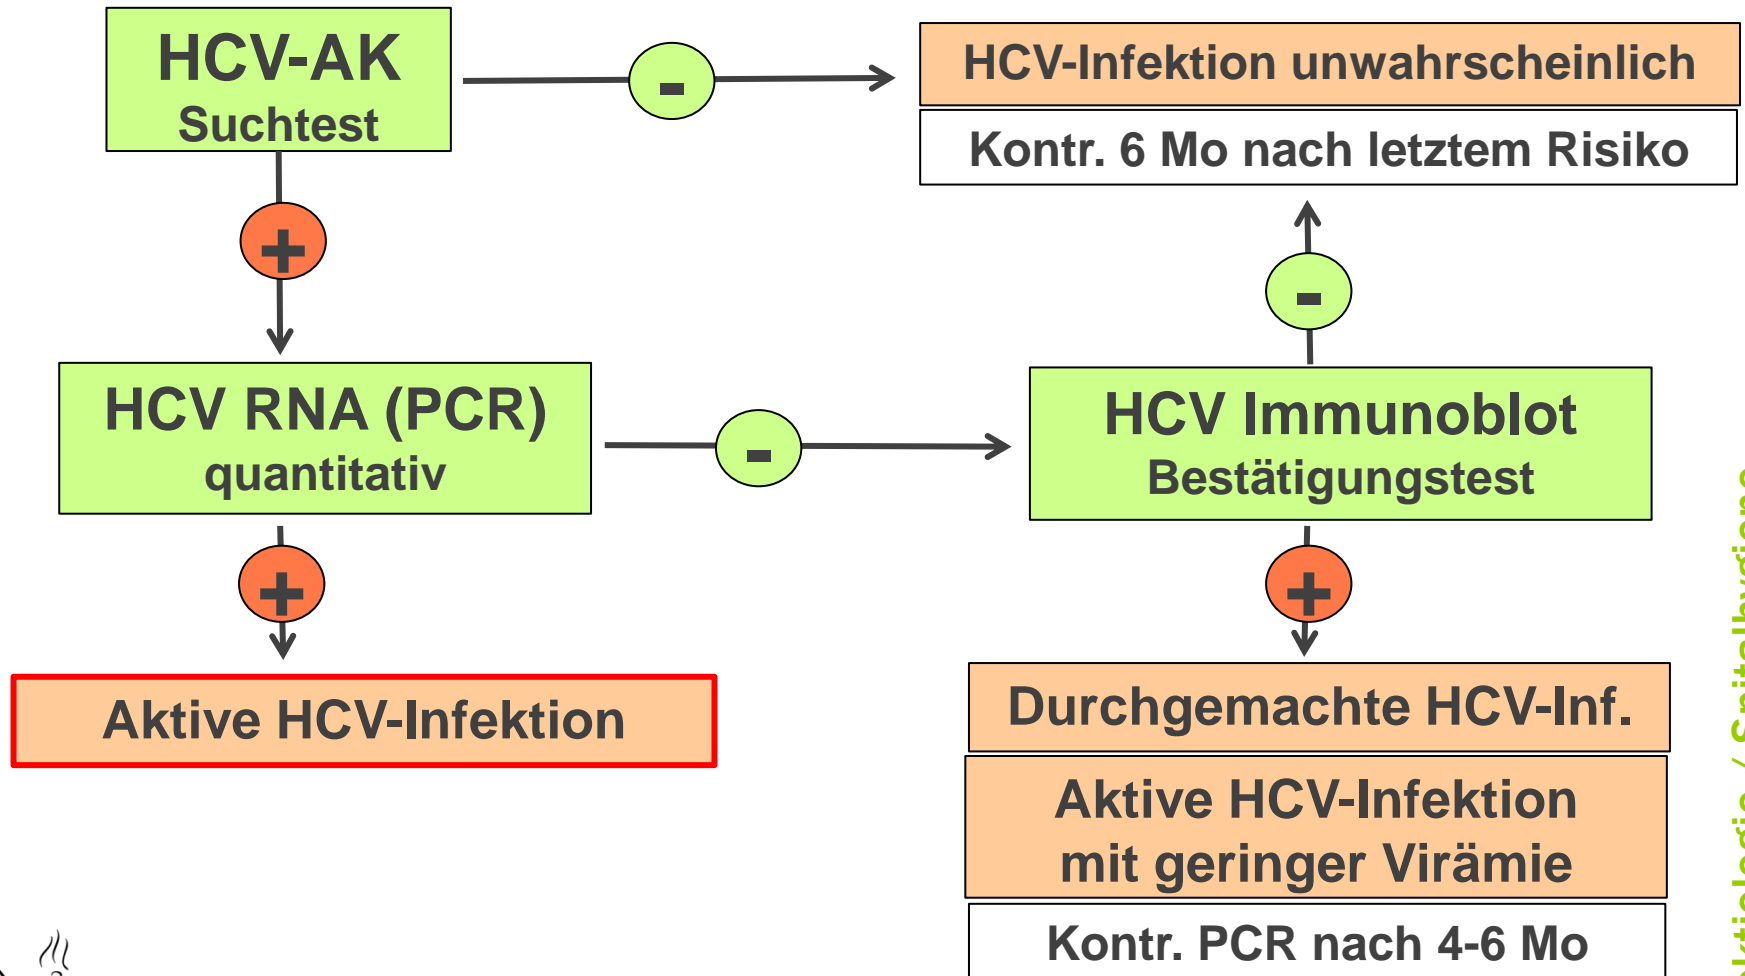 HCV-AK
Suchtest
-
HCV-Infektion unwahrscheinlich
Kontr. 6 Mo nach letztem Risiko
+
-
HCV RNA (PCR)
quantitativ
-
HCV Immunoblot
Bestätigungstest
+
+
Aktive HCV-Infektion
Durchgemachte HCV-Inf.
Aktive HCV-Infektion
mit geringer Virämie
Kontr. PCR nach 4-6 Mo
/ Spitalhygiene